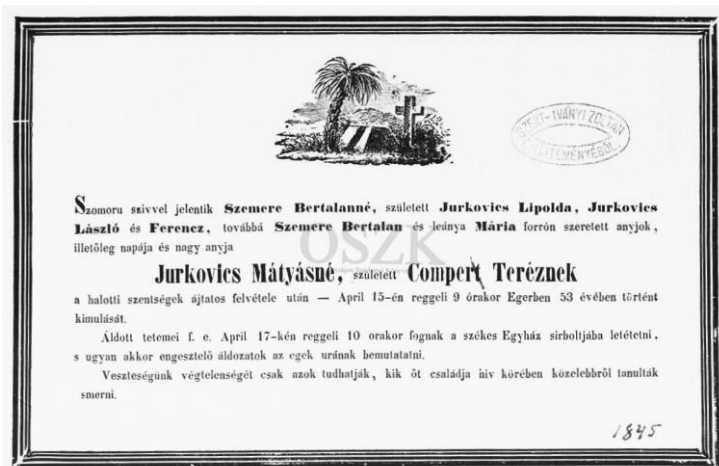 SZENT-IVÁNYI ZOLTÁN
GYŰJTEMÉNYÉBŐL
Szomoru szivvel jelentik Szemere Bertalanné, született Jurkovics Lipolda, Jurkovics
László és Ferencz, továbbá Szemere Bertalan és leánya Mária forrón szeretett anyjok,
illetőleg napája és nagy anyja
OSZK
Jurkovics Mátyásné, született Compert Teréznek
a halotti szentségek ájtatos felvétele után — April 15-én reggeli 9 órakor Egerben 53 évében történt
kimulását.
Áldott tetemei f. e. April 17-kén reggeli 10 orakor fognak a székes Egyház sirboltjába letétetni,
s ugyan akkor engesztelő áldozatok az egek urának bemutatatni.
Veszteségünk végtelenségét csak azok tudhatják, kik őt családja hiv körében közelebbről tanulták
smerni.
1845